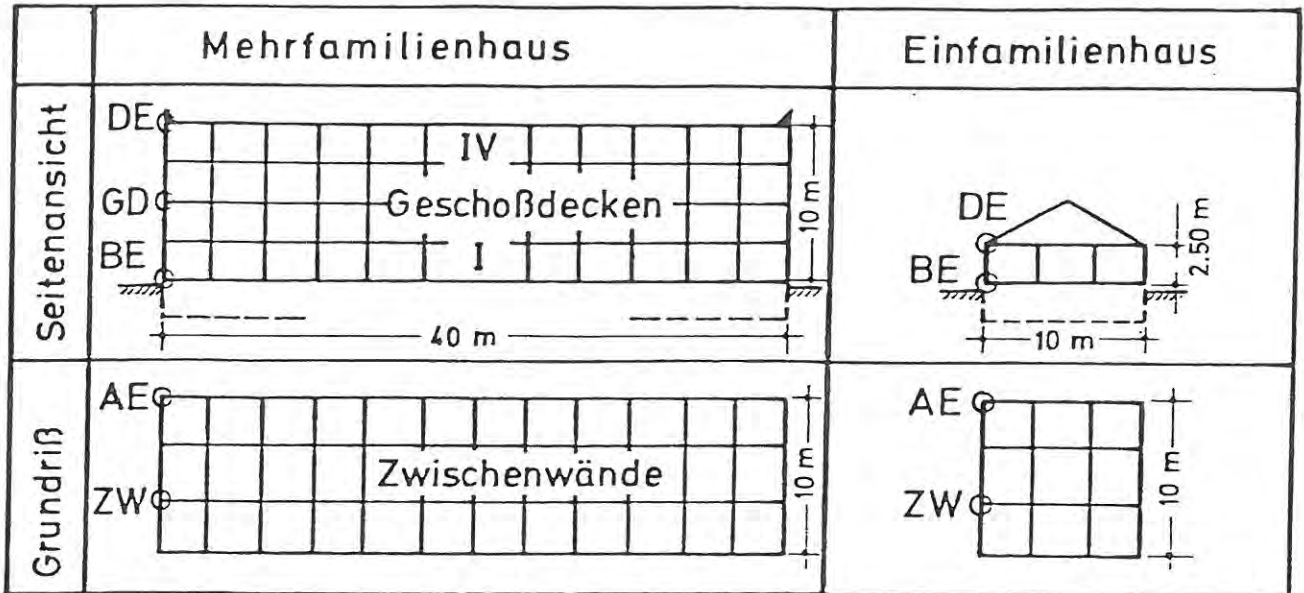 Mehrfamilienhaus
Einfamilienhaus
Seitenansicht
DE
IV
GD
Geschoßdecken
BE
I
10 m
40 m
DE
BE
2.50 m
10 m
Grundriß
AE
Zwischenwände
ZW
10 m
AE
ZW
10 m